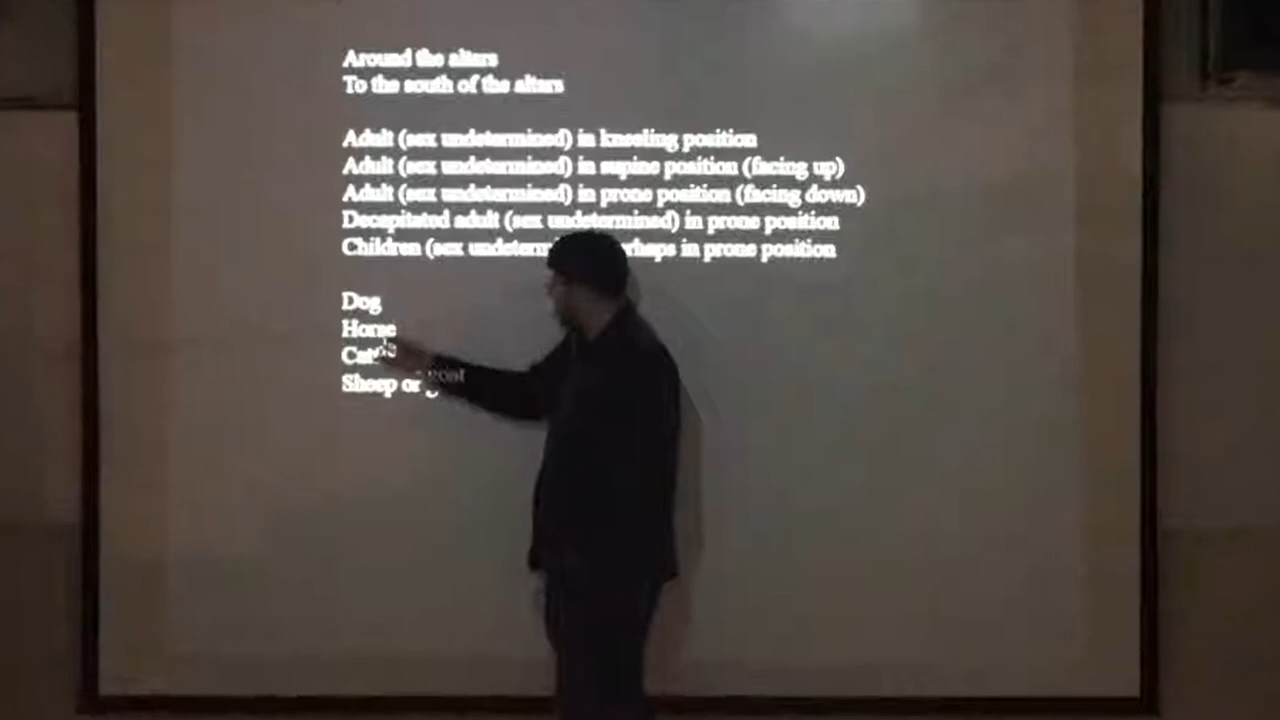 Around the altars
To the south of the altars
Adult (sex undetermined) in kneeling position
Adult (sex undetermined) in supine position (facing up)
Adult (sex undetermined) in prone position (facing down)
Decapitated adult (sex undetermined) in prone position
Children (sex in prone position
Dog
Horse
Cattle
Sheep or goat